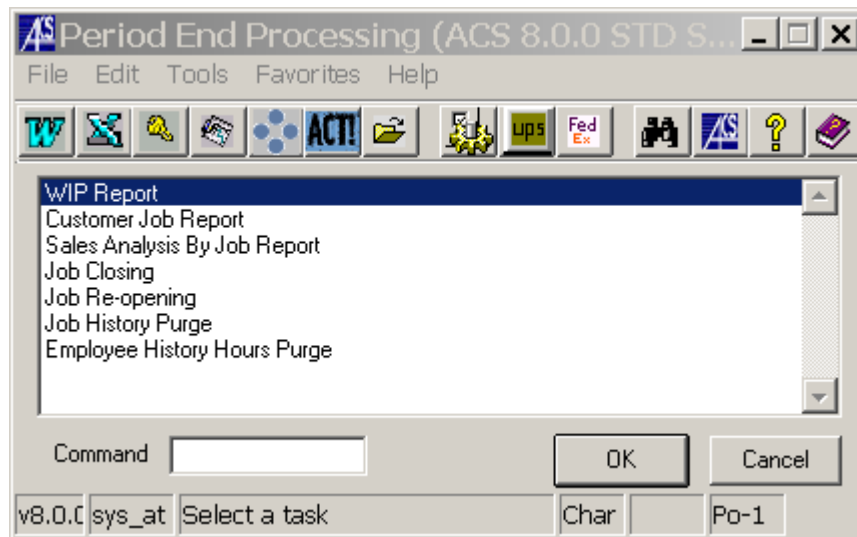 ACS Period End Processing (ACS 8.0.0 STD S...
File Edit Tools Favorites Help
W X ACT! ups Fed Ex ACS ?
WIP Report
Customer Job Report
Sales Analysis By Job Report
Job Closing
Job Re-opening
Job History Purge
Employee History Hours Purge
Command OK Cancel
v8.0.0 sys_at Select a task Char Po-1